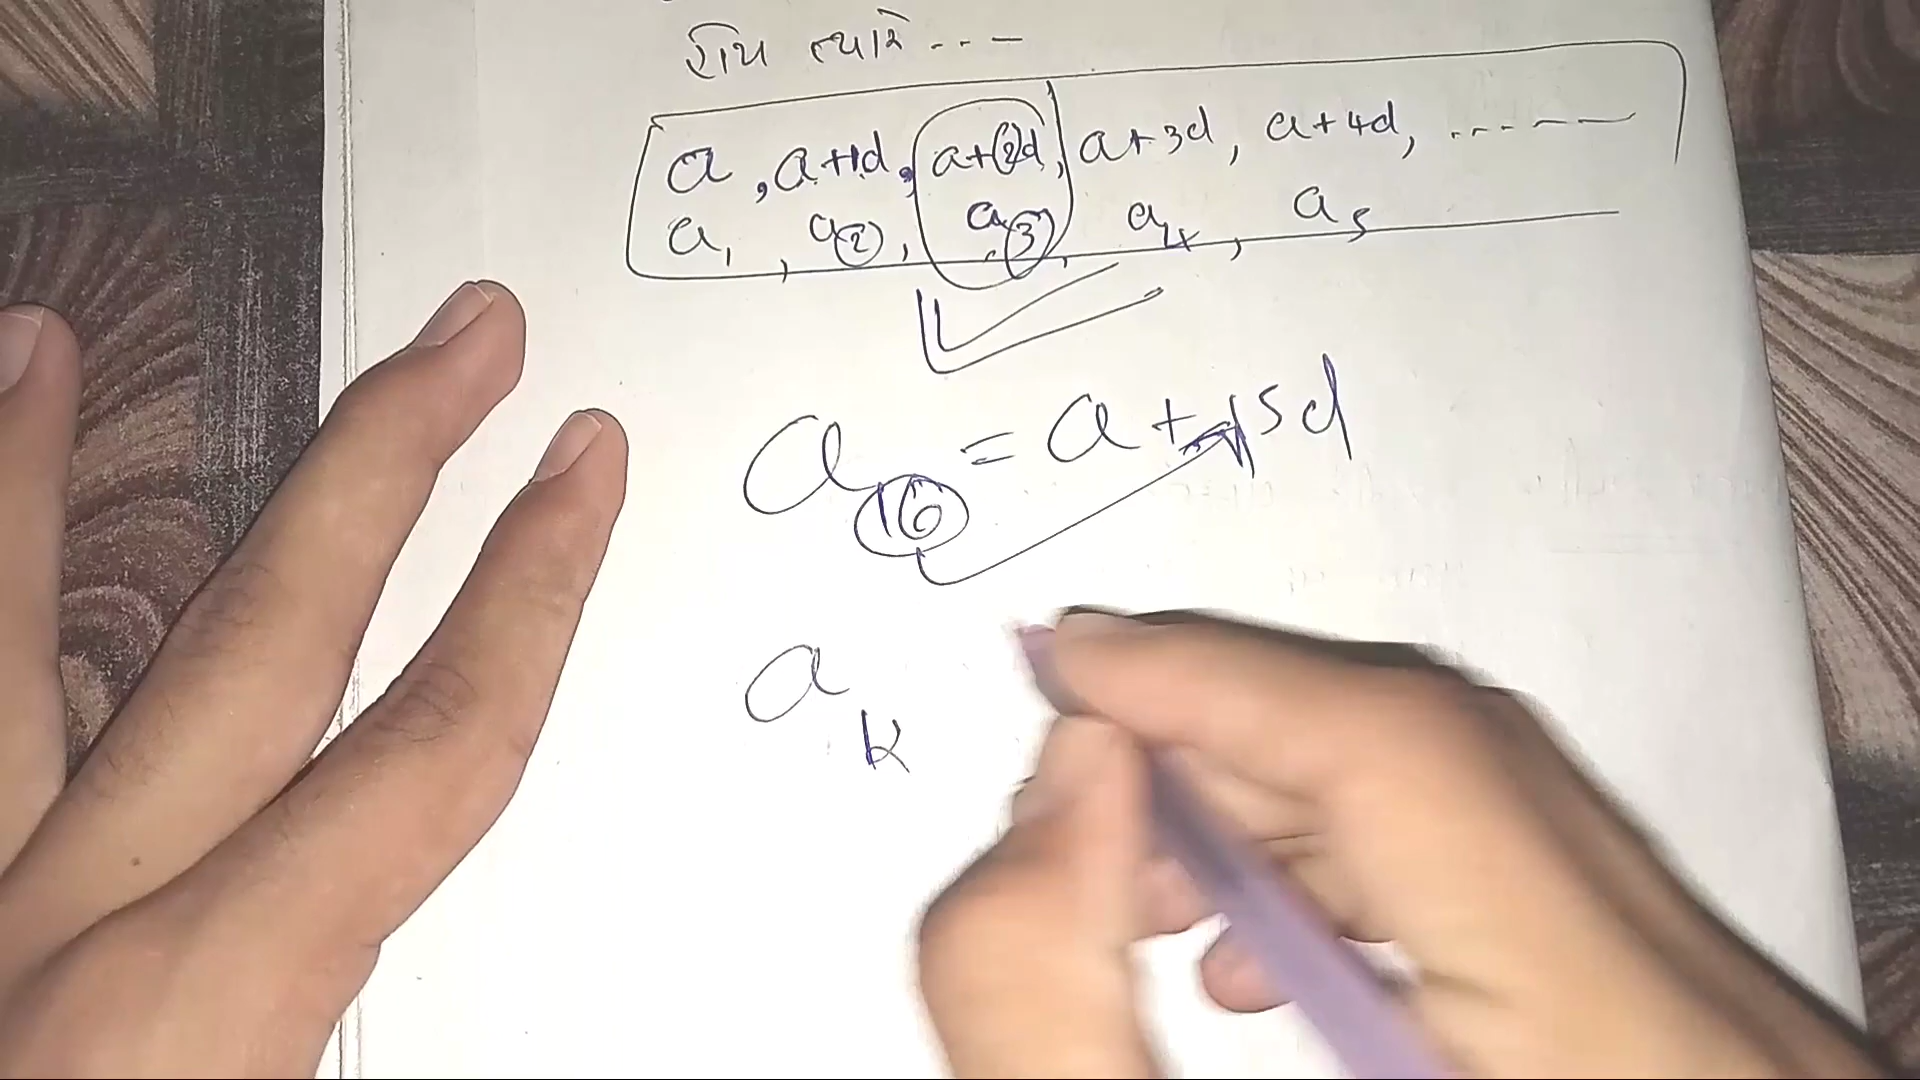 હોય ત્યારે ...-
a, a+1d, a+2d, a+3d, a+4d, ......
a1, a2, a3, a4, a5
a16 = a+15d
ak